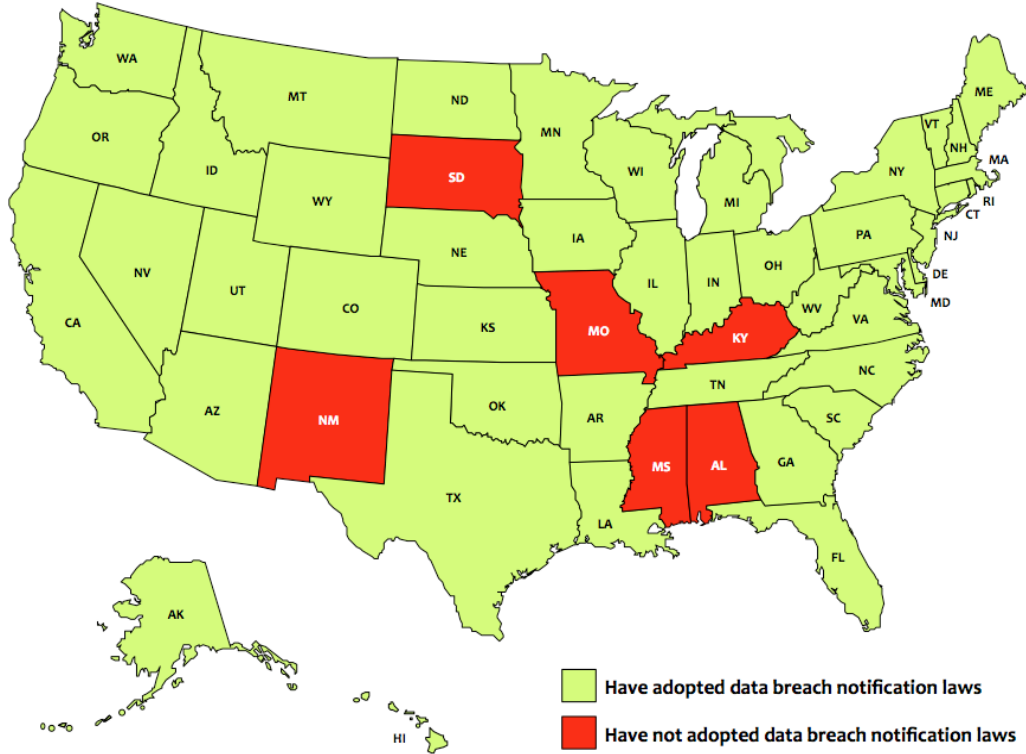 WA
MT
ND
MN
ME
VT
NH
OR
ID
SD
WI
NY
MA
WY
MI
RI
CT
IA
PA
NJ
NE
NV
UT
IL
IN
OH
DE
MD
CO
WV
CA
KS
MO
KY
VA
AZ
NM
OK
AR
TN
NC
SC
MS
AL
GA
TX
LA
FL
AK
HI
Have adopted data breach notification laws
Have not adopted data breach notification laws